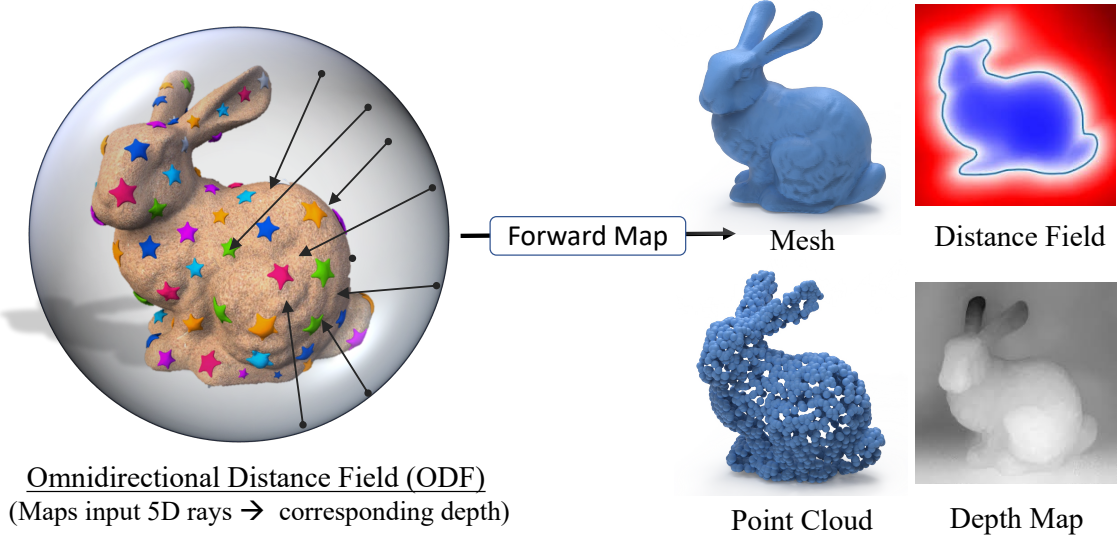 Forward Map
Mesh
Distance Field
Omnidirectional Distance Field (ODF)
(Maps input 5D rays → corresponding depth)
Point Cloud
Depth Map